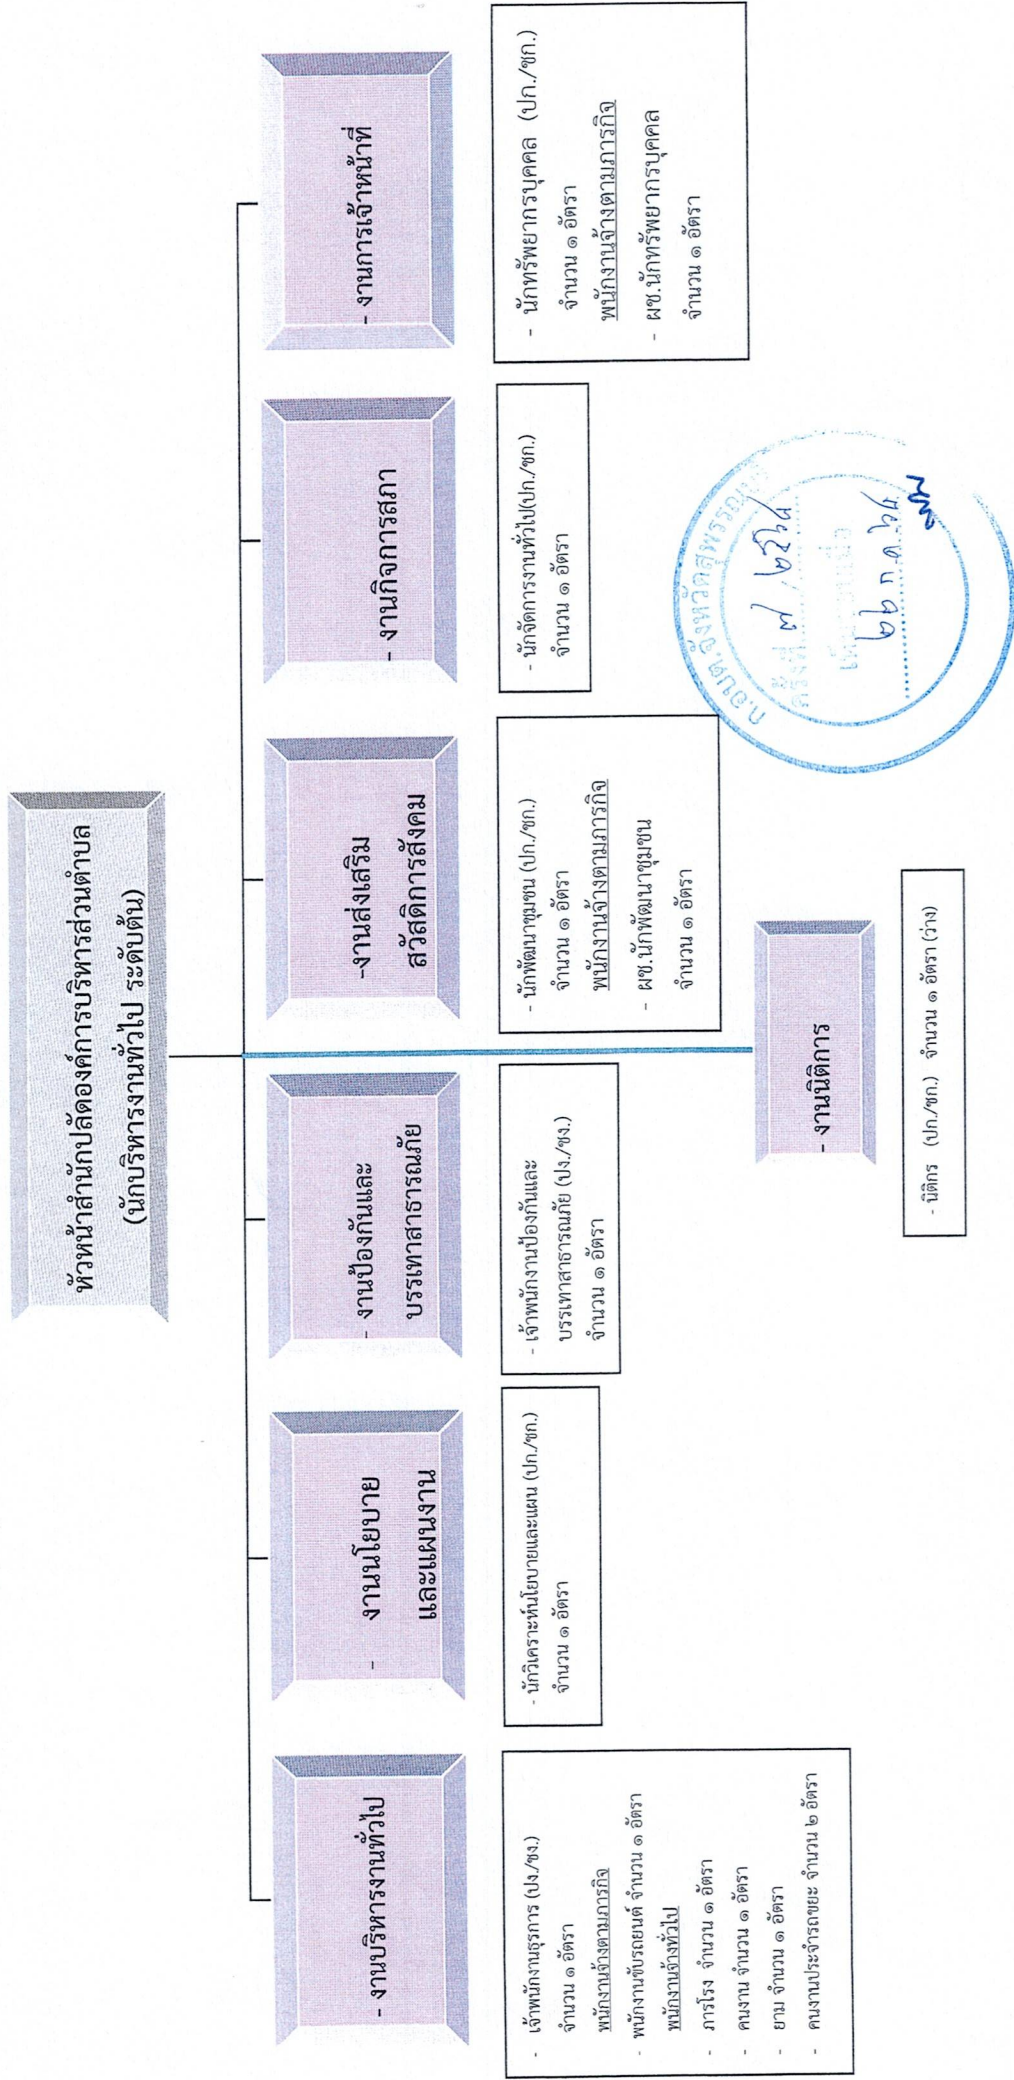 หัวหน้าสำนักปลัดองค์การบริหารส่วนตำบล
(นักบริหารงานทั่วไป ระดับต้น)
- งานบริหารงานทั่วไป
- งานนโยบาย
และแผนงาน
- งานป้องกันและ
บรรเทาสาธารณภัย
-งานส่งเสริม
สวัสดิการสังคม
- งานกิจการสภา
- งานการเจ้าหน้าที่
- เจ้าพนักงานธุรการ (ปง./ชง.)
จำนวน ๑ อัตรา
พนักงานจ้างตามภารกิจ
- พนักงานขับรถยนต์ จำนวน ๑ อัตรา
พนักงานจ้างทั่วไป
- ภารโรง จำนวน ๑ อัตรา
- คนงาน จำนวน ๑ อัตรา
- ยาม จำนวน ๑ อัตรา
- คนงานประจำรถขยะ จำนวน ๒ อัตรา
- นักวิเคราะห์นโยบายและแผน (ปก./ชก.)
จำนวน ๑ อัตรา
- เจ้าพนักงานป้องกันและ
บรรเทาสาธารณภัย (ปง./ชง.)
จำนวน ๑ อัตรา
- นักพัฒนาชุมชน (ปก./ชก.)
จำนวน ๑ อัตรา
พนักงานจ้างตามภารกิจ
- ผช.นักพัฒนาชุมชน
จำนวน ๑ อัตรา
- นักจัดการงานทั่วไป(ปก./ชก.)
จำนวน ๑ อัตรา
- นักทรัพยากรบุคคล (ปก./ชก.)
จำนวน ๑ อัตรา
พนักงานจ้างตามภารกิจ
- ผช.นักทรัพยากรบุคคล
จำนวน ๑ อัตรา
- งานนิติการ
- นิติกร (ปก./ชก.) จำนวน ๑ อัตรา (ว่าง)
ก.อบต.จังหวัดสุพรรณบุรี
ครั้งที่